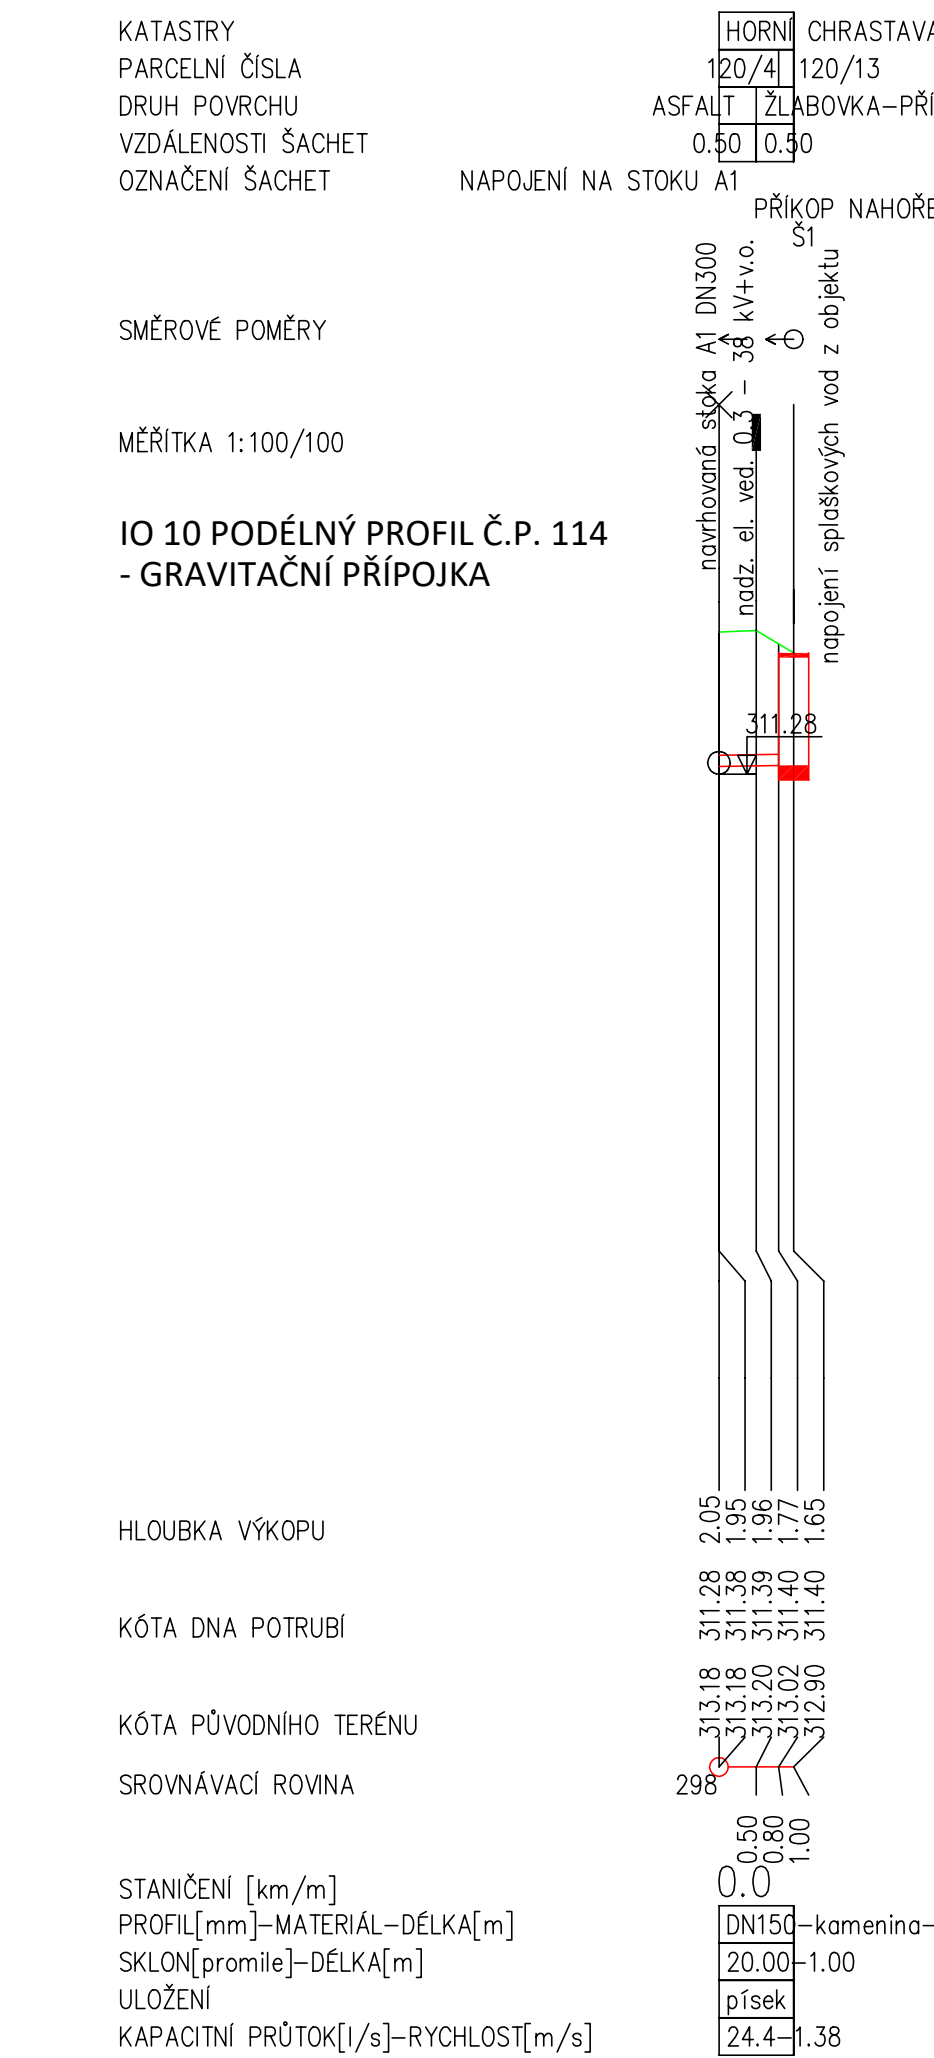 KATASTRY HORNÍ CHRASTAVA
PARCELNÍ ČÍSLA 120/4 120/13
DRUH POVRCHU ASFALT ŽLABOVKA–PŘÍ
VZDÁLENOSTI ŠACHET 0.50 0.50
OZNAČENÍ ŠACHET NAPOJENÍ NA STOKU A1
PŘÍKOP NAHOŘE
Š1
navrhovaná stoka A1 DN300
nadz. el. ved. 0.3 – 38 kV+v.o.
napojení splaškových vod z objektu
SMĚROVÉ POMĚRY
MĚŘÍTKA 1:100/100
IO 10 PODÉLNÝ PROFIL Č.P. 114
- GRAVITAČNÍ PŘÍPOJKA
311.28
HLOUBKA VÝKOPU 2.05 1.95 1.96 1.77 1.65
KÓTA DNA POTRUBÍ 311.28 311.38 311.39 311.40 311.40
KÓTA PŮVODNÍHO TERÉNU 313.18 313.18 313.20 313.02 312.90
SROVNÁVACÍ ROVINA 298
0.50 0.80 1.00
STANIČENÍ [km/m] 0.0
PROFIL[mm]–MATERIÁL–DÉLKA[m] DN150–kamenina–
SKLON[promile]–DÉLKA[m] 20.00–1.00
ULOŽENÍ písek
KAPACITNÍ PRŮTOK[l/s]–RYCHLOST[m/s] 24.4–1.38